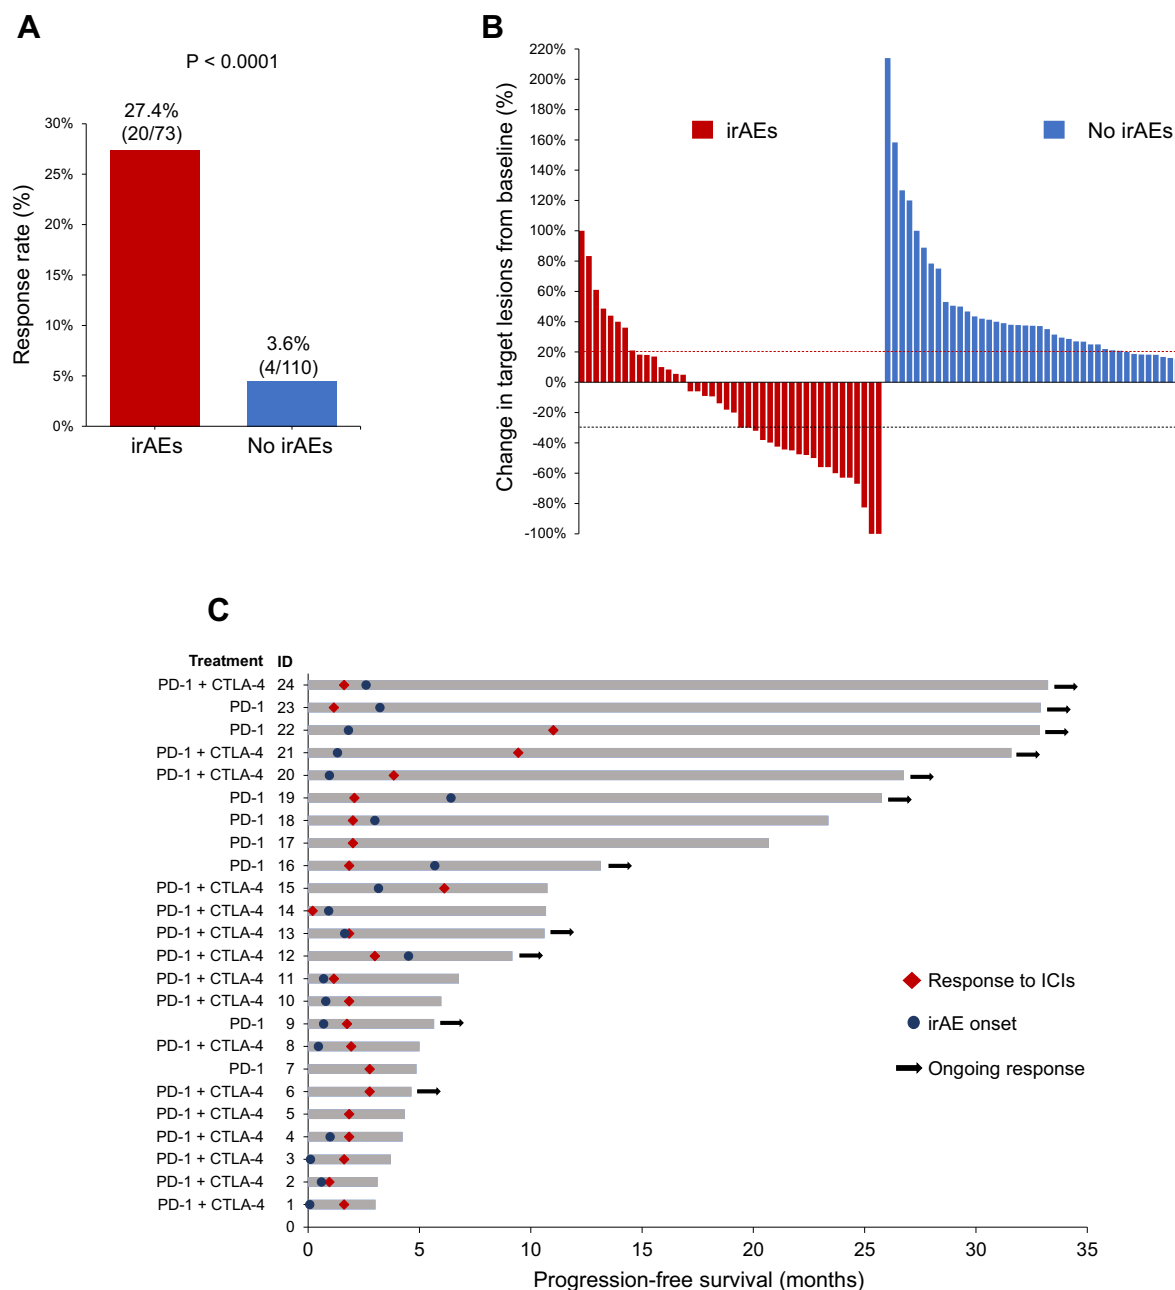 A
P < 0.0001
Response rate (%)
30%
25%
20%
15%
10%
5%
0%
27.4%
(20/73)
3.6%
(4/110)
irAEs
No irAEs
B
Change in target lesions from baseline (%)
220%
200%
180%
160%
140%
120%
100%
80%
60%
40%
20%
0%
-20%
-40%
-60%
-80%
-100%
irAEs
No irAEs
C
Treatment ID
PD-1 + CTLA-4 24
PD-1 23
PD-1 22
PD-1 + CTLA-4 21
PD-1 + CTLA-4 20
PD-1 19
PD-1 18
PD-1 17
PD-1 16
PD-1 + CTLA-4 15
PD-1 + CTLA-4 14
PD-1 + CTLA-4 13
PD-1 + CTLA-4 12
PD-1 + CTLA-4 11
PD-1 + CTLA-4 10
PD-1 9
PD-1 + CTLA-4 8
PD-1 7
PD-1 + CTLA-4 6
PD-1 + CTLA-4 5
PD-1 + CTLA-4 4
PD-1 + CTLA-4 3
PD-1 + CTLA-4 2
PD-1 + CTLA-4 1
0
Response to ICIs
irAE onset
Ongoing response
0 5 10 15 20 25 30 35
Progression-free survival (months)